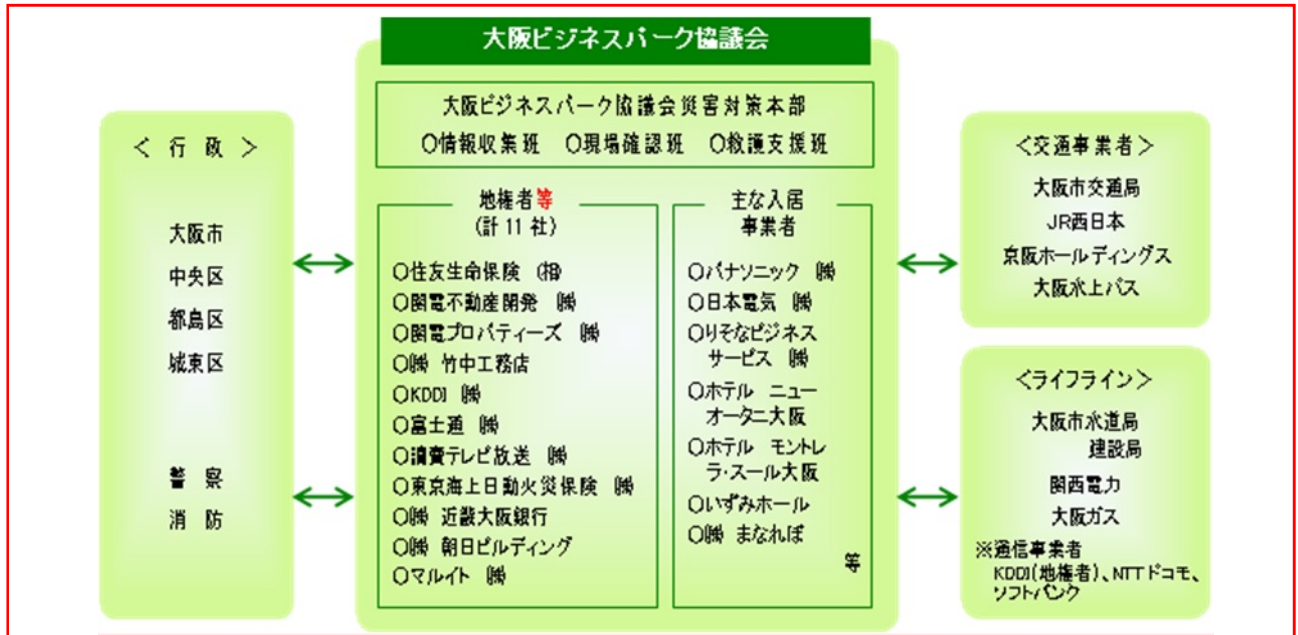 大阪ビジネスパーク協議会
大阪ビジネスパーク協議会災害対策本部
○情報収集班　○現場確認班　○救護支援班
＜ 行 政 ＞
大阪市
中央区
都島区
城東区
警 察
消 防
地権者等
（計 11 社）
○住友生命保険 ㈳
○関電不動産開発 ㈱
○関電プロパティーズ ㈱
○㈱ 竹中工務店
○KDDI ㈱
○富士通 ㈱
○讀賣テレビ放送 ㈱
○東京海上日動火災保険 ㈱
○㈱ 近畿大阪銀行
○㈱ 朝日ビルディング
○マルイト ㈱
主な入居
事業者
○パナソニック ㈱
○日本電気 ㈱
○りそなビジネス
サービス ㈱
○ホテル ニュー
オータニ大阪
○ホテル モントレ
ラ・スール大阪
○いずみホール
○㈱ まなれぼ
等
＜交通事業者＞
大阪市交通局
JR西日本
京阪ホールディングス
大阪水上バス
＜ライフライン＞
大阪市水道局
建設局
関西電力
大阪ガス
※通信事業者
KDDI(地権者)、NTTドコモ、
ソフトバンク